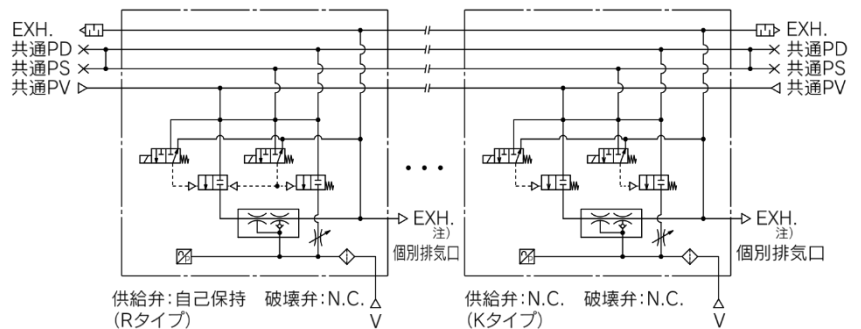 EXH.
共通PD
共通PS
共通PV
EXH.
共通PD
共通PS
共通PV
EXH.
注)
個別排気口
EXH.
注)
個別排気口
供給弁:自己保持 破壊弁:N.C.
(Rタイプ)
V
供給弁:N.C. 破壊弁:N.C.
(Kタイプ)
V